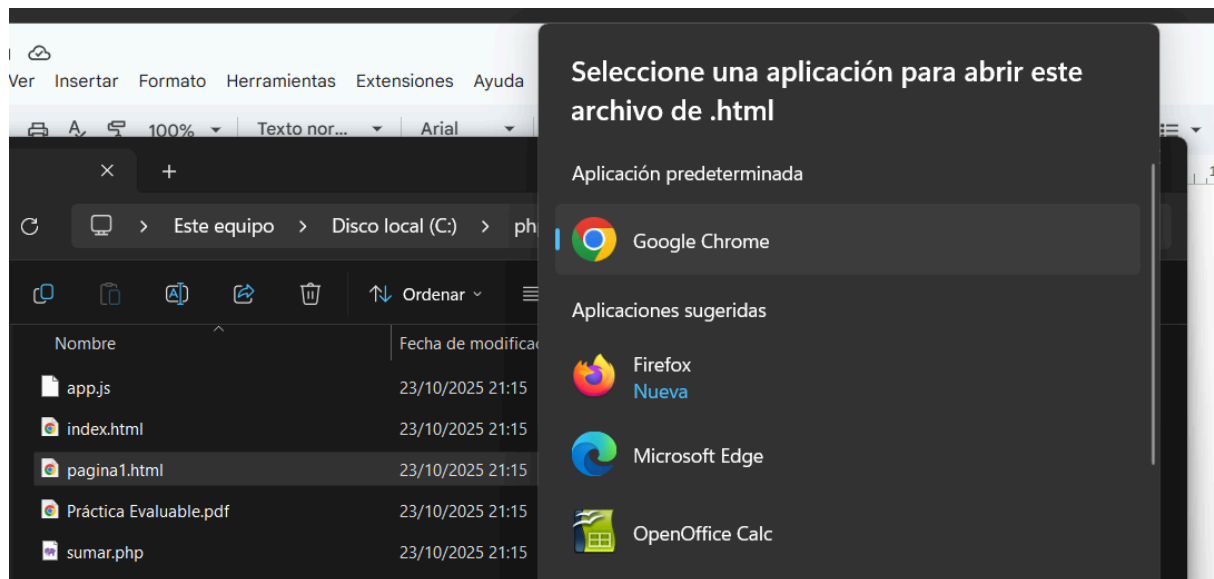 Ver Insertar Formato Herramientas Extensiones Ayuda
100% Texto nor... Arial
Este equipo > Disco local (C:) > ph
Ordenar
Nombre Fecha de modifica
app.js 23/10/2025 21:15
index.html 23/10/2025 21:15
pagina1.html 23/10/2025 21:15
Práctica Evaluable.pdf 23/10/2025 21:15
sumar.php 23/10/2025 21:15
Seleccione una aplicación para abrir este
archivo de .html
Aplicación predeterminada
Google Chrome
Aplicaciones sugeridas
Firefox
Nueva
Microsoft Edge
OpenOffice Calc